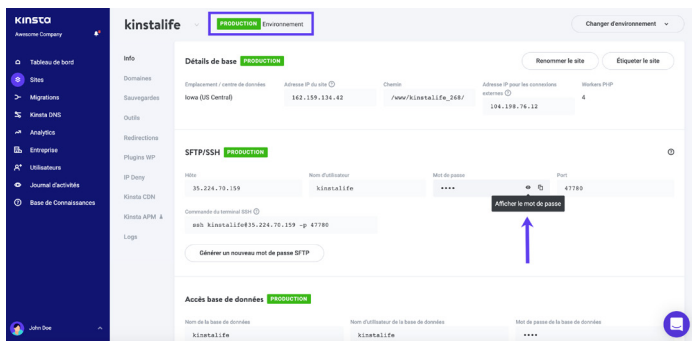 KINSTA
Awesome Company
Tableau de bord
Sites
Migrations
Kinsta DNS
Analytics
Entreprise
Utilisateurs
Journal d'activités
Base de Connaissances
John Doe
kinstalife
PRODUCTION Environnement
Changer d'environnement
Info
Domaines
Sauvegardes
Outils
Redirections
Plugins WP
IP Deny
Kinsta CDN
Kinsta APM
Logs
Détails de base PRODUCTION
Renommer le site
Étiqueter le site
Emplacement / centre de données
Iowa (US Central)
Adresse IP du site
162.159.134.42
Chemin
/www/kinstalife_268/
Adresse IP pour les connexions
externes
104.198.76.12
Workers PHP
4
SFTP/SSH PRODUCTION
Hôte
35.224.70.159
Nom d'utilisateur
kinstalife
Mot de passe
••••
Afficher le mot de passe
Port
47780
Commande du terminal SSH
ssh kinstalife@35.224.70.159 -p 47780
Générer un nouveau mot de passe SFTP
Accès base de données PRODUCTION
Nom de la base de données
kinstalife
Nom d'utilisateur de la base de données
kinstalife
Mot de passe de la base de données
••••